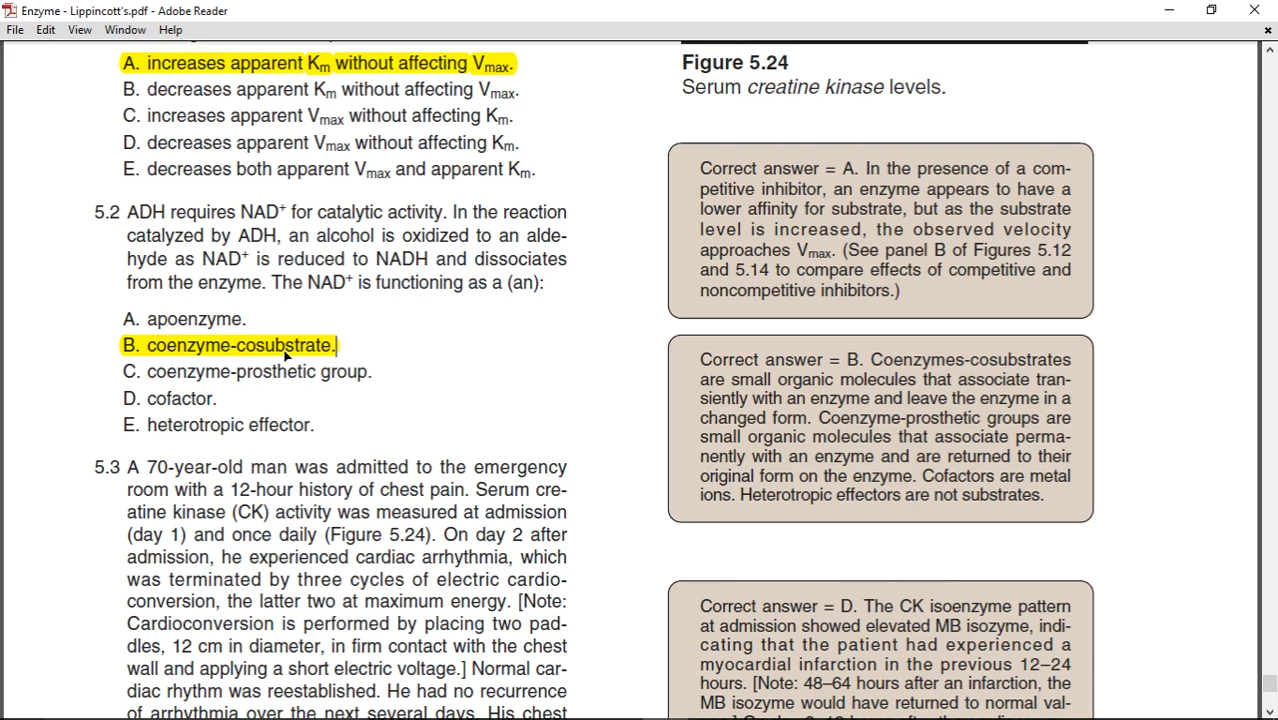 Enzyme - Lippincott's.pdf - Adobe Reader
File Edit View Window Help
A. increases apparent Km without affecting Vmax.
B. decreases apparent Km without affecting Vmax.
C. increases apparent Vmax without affecting Km.
D. decreases apparent Vmax without affecting Km.
E. decreases both apparent Vmax and apparent Km.
5.2 ADH requires NAD+ for catalytic activity. In the reaction
catalyzed by ADH, an alcohol is oxidized to an alde-
hyde as NAD+ is reduced to NADH and dissociates
from the enzyme. The NAD+ is functioning as a (an):
A. apoenzyme.
B. coenzyme-cosubstrate.
C. coenzyme-prosthetic group.
D. cofactor.
E. heterotropic effector.
5.3 A 70-year-old man was admitted to the emergency
room with a 12-hour history of chest pain. Serum cre-
atine kinase (CK) activity was measured at admission
(day 1) and once daily (Figure 5.24). On day 2 after
admission, he experienced cardiac arrhythmia, which
was terminated by three cycles of electric cardio-
conversion, the latter two at maximum energy. [Note:
Cardioconversion is performed by placing two pad-
dles, 12 cm in diameter, in firm contact with the chest
wall and applying a short electric voltage.] Normal car-
diac rhythm was reestablished. He had no recurrence
of arrhythmia over the next several days. His chest
Figure 5.24
Serum creatine kinase levels.
Correct answer = A. In the presence of a com-
petitive inhibitor, an enzyme appears to have a
lower affinity for substrate, but as the substrate
level is increased, the observed velocity
approaches Vmax. (See panel B of Figures 5.12
and 5.14 to compare effects of competitive and
noncompetitive inhibitors.)
Correct answer = B. Coenzymes-cosubstrates
are small organic molecules that associate tran-
siently with an enzyme and leave the enzyme in a
changed form. Coenzyme-prosthetic groups are
small organic molecules that associate perma-
nently with an enzyme and are returned to their
original form on the enzyme. Cofactors are metal
ions. Heterotropic effectors are not substrates.
Correct answer = D. The CK isoenzyme pattern
at admission showed elevated MB isozyme, indi-
cating that the patient had experienced a
myocardial infarction in the previous 12–24
hours. [Note: 48–64 hours after an infarction, the
MB isozyme would have returned to normal val-